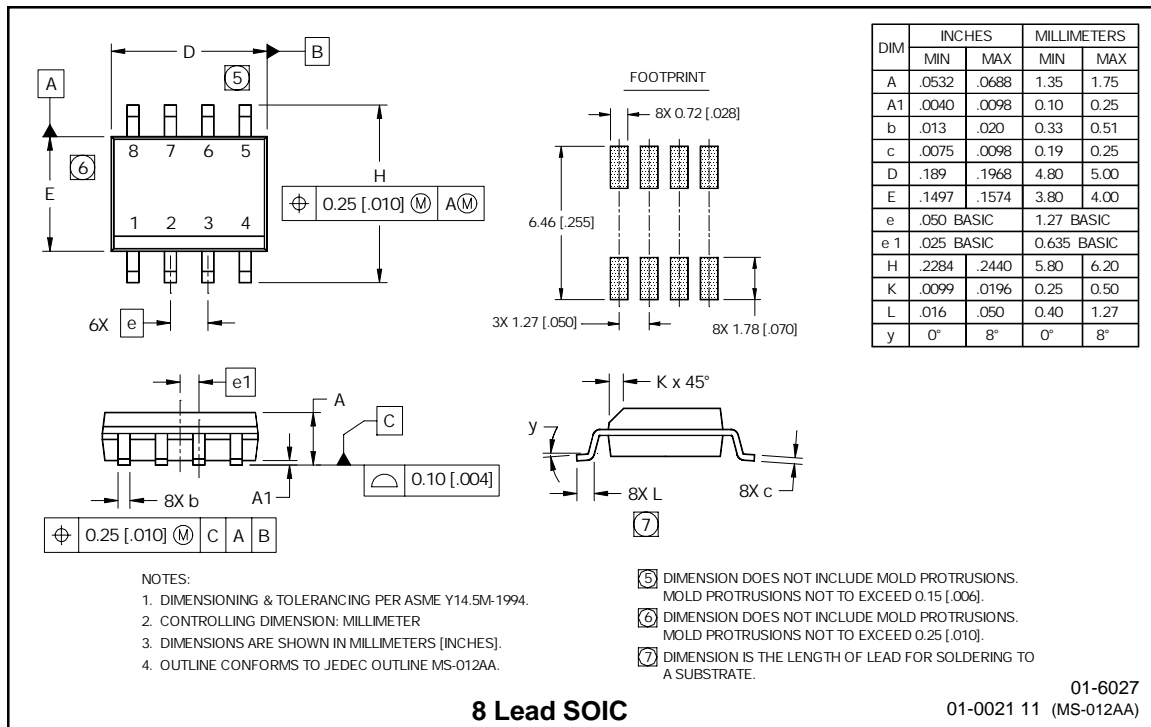 D
B
5
A
8 7 6 5
6
E
H
0.25 [.010] M A M
1 2 3 4
6X e
FOOTPRINT
8X 0.72 [.028]
6.46 [.255]
3X 1.27 [.050]
8X 1.78 [.070]
DIM INCHES MILLIMETERS
MIN MAX MIN MAX
A .0532 .0688 1.35 1.75
A1 .0040 .0098 0.10 0.25
b .013 .020 0.33 0.51
c .0075 .0098 0.19 0.25
D .189 .1968 4.80 5.00
E .1497 .1574 3.80 4.00
e .050 BASIC 1.27 BASIC
e 1 .025 BASIC 0.635 BASIC
H .2284 .2440 5.80 6.20
K .0099 .0196 0.25 0.50
L .016 .050 0.40 1.27
y 0° 8° 0° 8°
e1
A
C
0.10 [.004]
A1
8X b
0.25 [.010] M C A B
K x 45°
y
8X L
7
8X c
NOTES:
1. DIMENSIONING & TOLERANCING PER ASME Y14.5M-1994.
2. CONTROLLING DIMENSION: MILLIMETER
3. DIMENSIONS ARE SHOWN IN MILLIMETERS [INCHES].
4. OUTLINE CONFORMS TO JEDEC OUTLINE MS-012AA.
5 DIMENSION DOES NOT INCLUDE MOLD PROTRUSIONS.
MOLD PROTRUSIONS NOT TO EXCEED 0.15 [.006].
6 DIMENSION DOES NOT INCLUDE MOLD PROTRUSIONS.
MOLD PROTRUSIONS NOT TO EXCEED 0.25 [.010].
7 DIMENSION IS THE LENGTH OF LEAD FOR SOLDERING TO
A SUBSTRATE.
8 Lead SOIC
01-6027
01-0021 11 (MS-012AA)